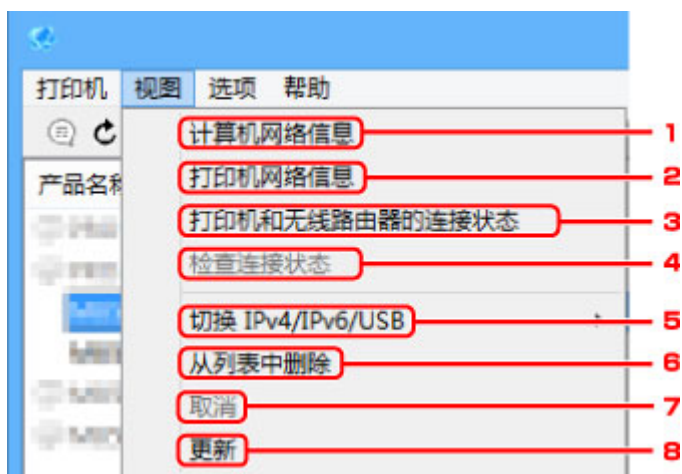 打印机 视图 选项 帮助
计算机网络信息 1
产品名称 打印机网络信息 2
打印机和无线路由器的连接状态 3
检查连接状态 4
切换 IPv4/IPv6/USB 5
从列表中删除 6
取消 7
更新 8